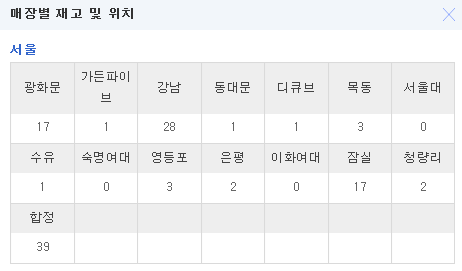 매장별 재고 및 위치
서울
광화문 가든파이브 강남 동대문 디큐브 목동 서울대
17 1 28 1 1 3 0
수유 숙명여대 영등포 은평 이화여대 잠실 청량리
1 0 3 2 0 17 2
합정
39